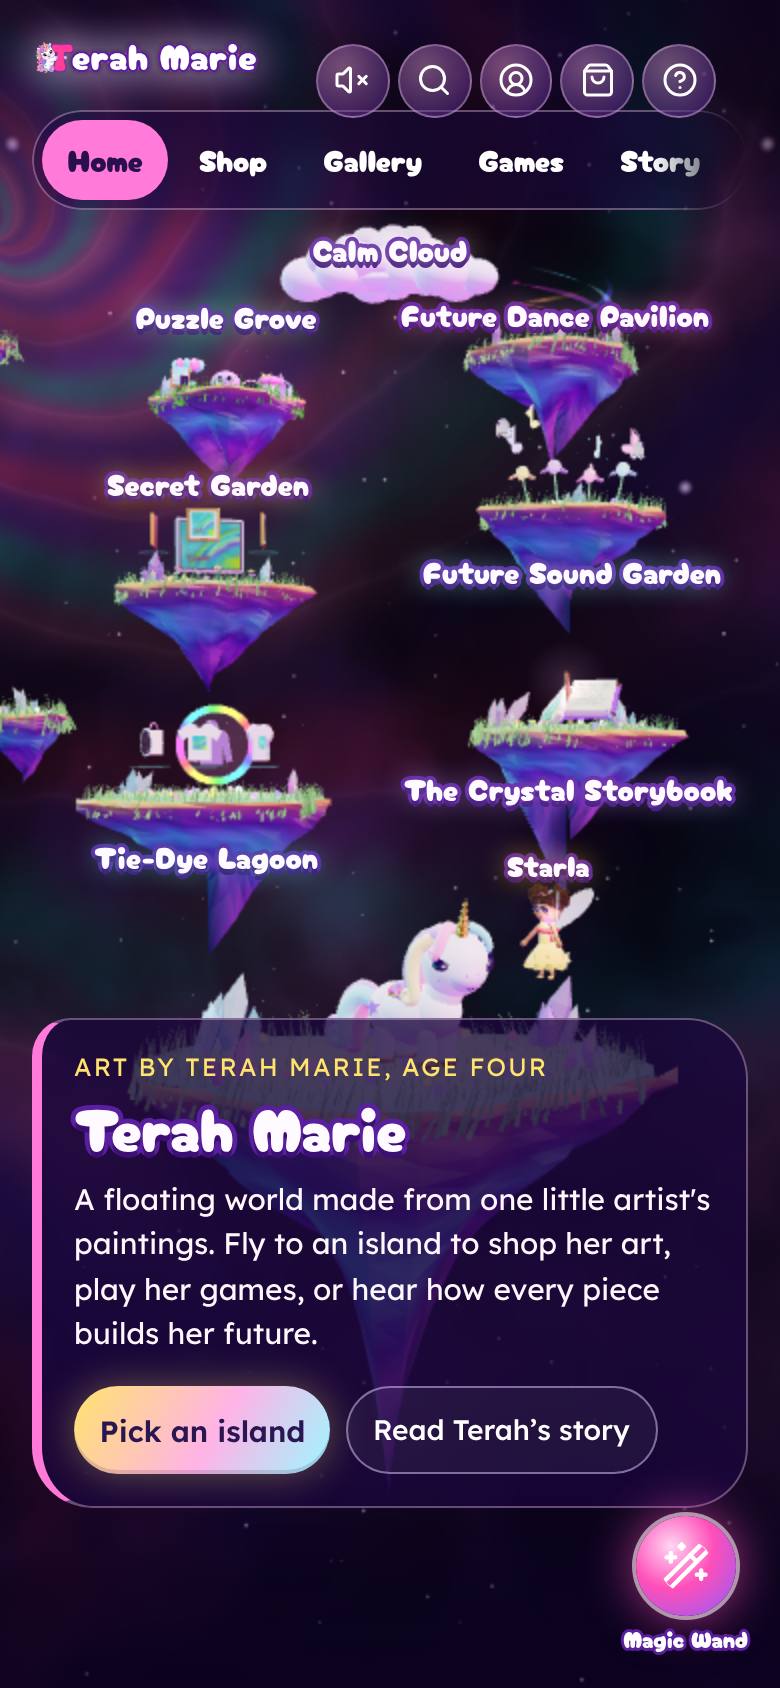 Terah Marie
Home Shop Gallery Games Story
Calm Cloud
Puzzle Grove
Future Dance Pavilion
Secret Garden
Future Sound Garden
The Crystal Storybook
Tie-Dye Lagoon
Starla
ART BY TERAH MARIE, AGE FOUR
Terah Marie
A floating world made from one little artist's
paintings. Fly to an island to shop her art,
play her games, or hear how every piece
builds her future.
Pick an island
Read Terah’s story
Magic Wand